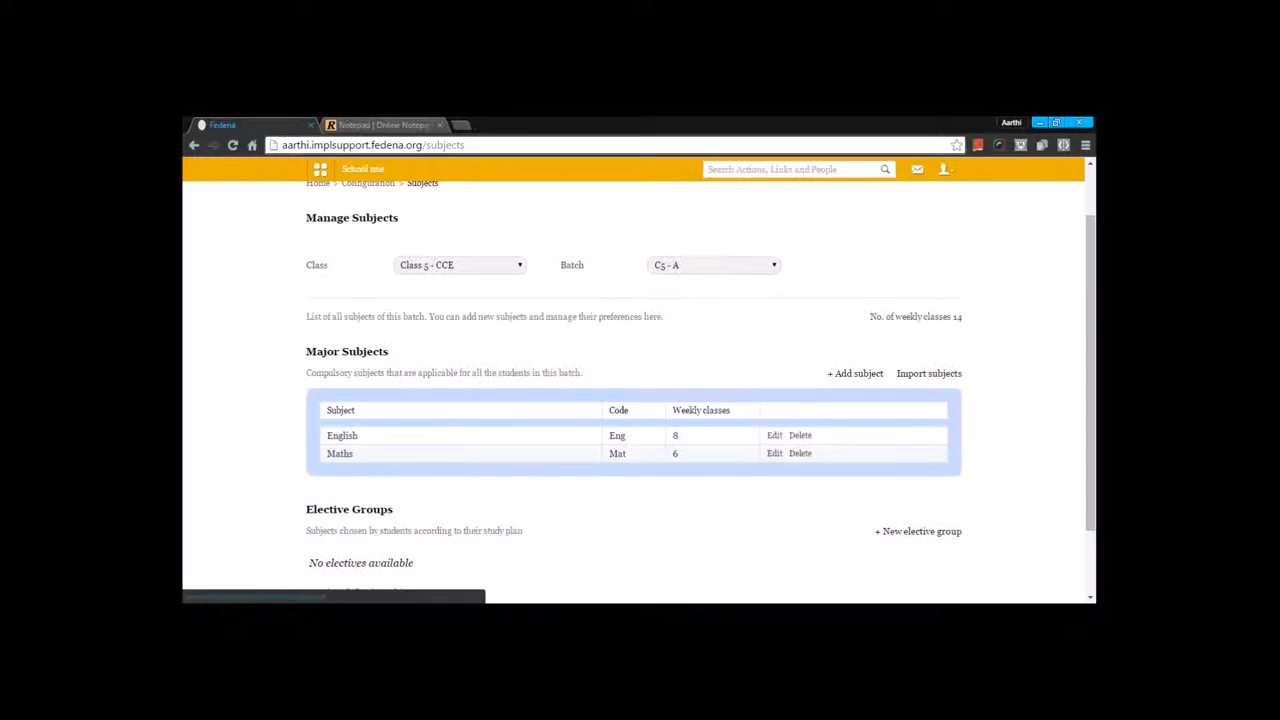 Fedena
Notepad | Online Notepa
Aarthi
aarthi.implsupport.fedena.org/subjects
School one
Search Actions, Links and People
Home > Configuration > Subjects
Manage Subjects
Class Class 5 - CCE Batch C5 - A
List of all subjects of this batch. You can add new subjects and manage their preferences here. No. of weekly classes 14
Major Subjects
Compulsory subjects that are applicable for all the students in this batch. + Add subject Import subjects
Subject Code Weekly classes
English Eng 8 Edit Delete
Maths Mat 6 Edit Delete
Elective Groups
Subjects chosen by students according to their study plan + New elective group
No electives available